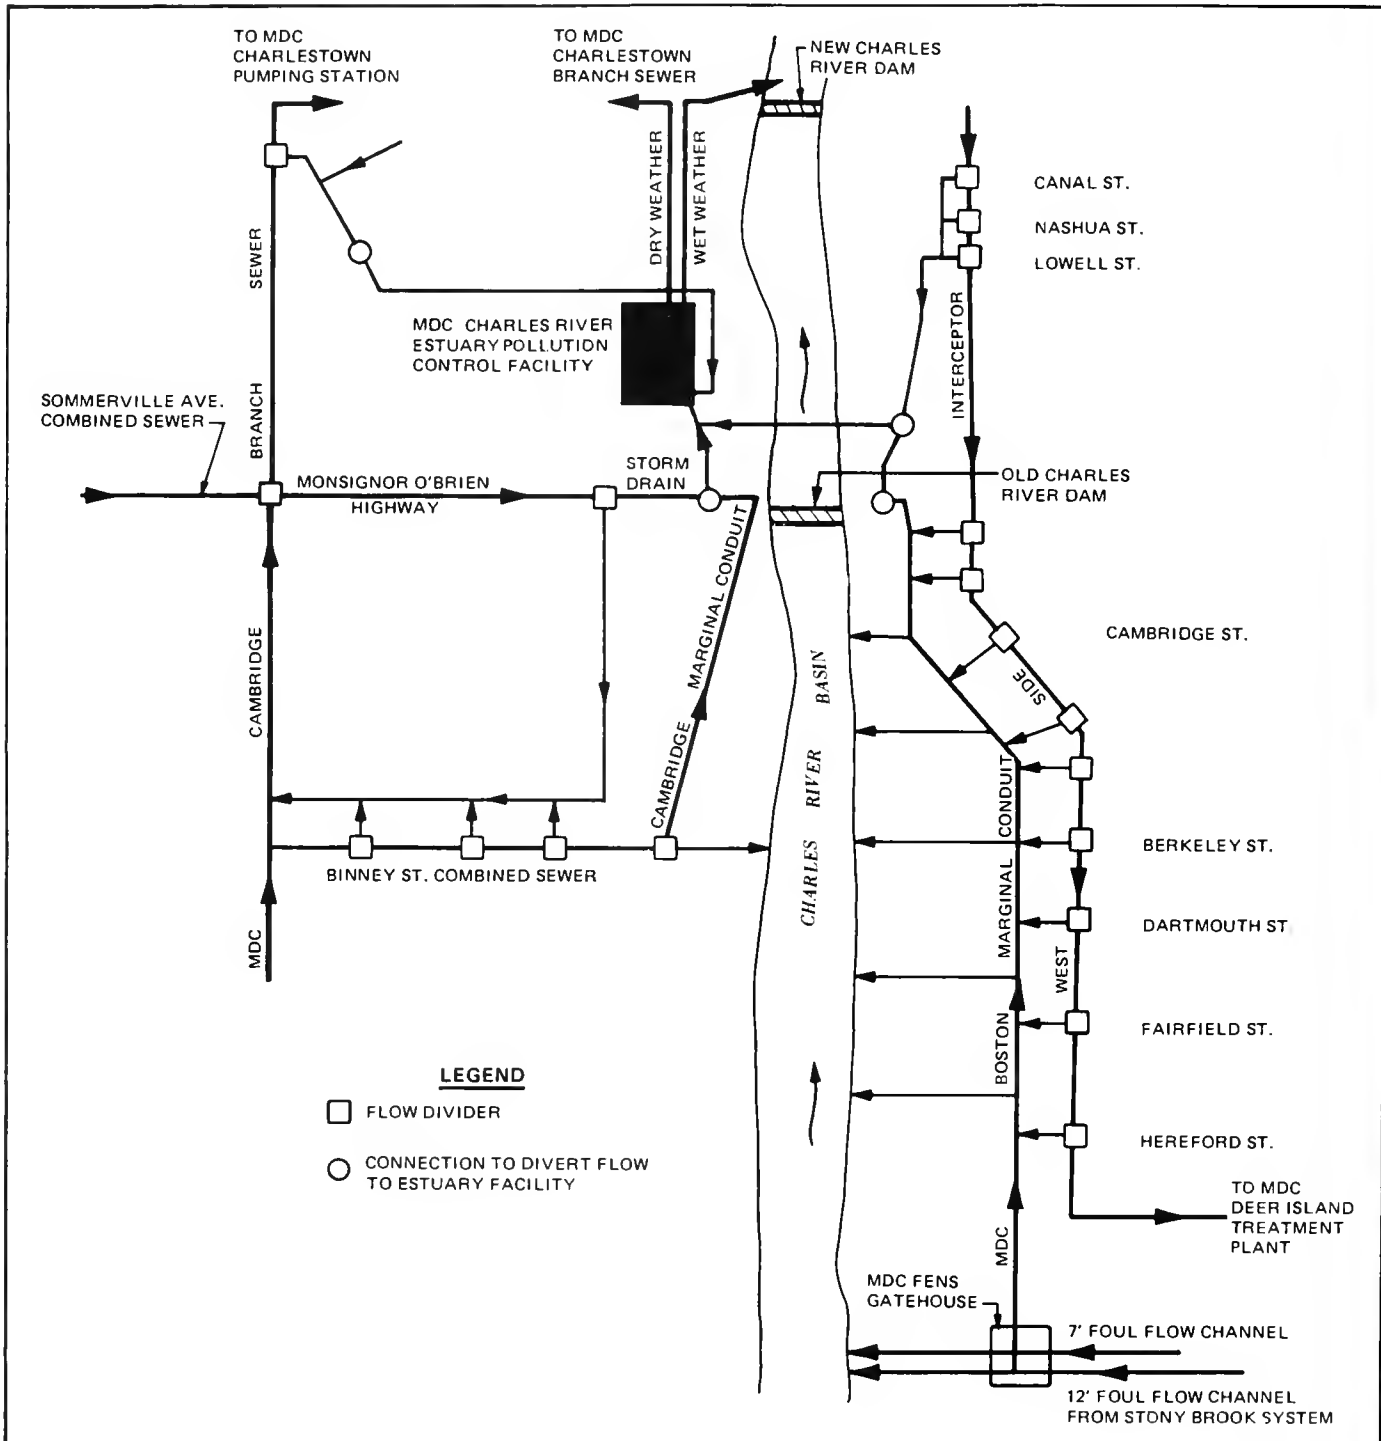 TO MDC
CHARLESTOWN
PUMPING STATION
TO MDC
CHARLESTOWN
BRANCH SEWER
NEW CHARLES
RIVER DAM
DRY WEATHER
WET WEATHER
CANAL ST.
NASHUA ST.
LOWELL ST.
SEWER
BRANCH
INTERCEPTOR
MDC CHARLES RIVER
ESTUARY POLLUTION
CONTROL FACILITY
SOMMERVILLE AVE.
COMBINED SEWER
MONSIGNOR O'BRIEN
HIGHWAY
STORM
DRAIN
OLD CHARLES
RIVER DAM
CAMBRIDGE
MARGINAL CONDUIT
CAMBRIDGE
CAMBRIDGE ST.
SIDE
CHARLES RIVER BASIN
MARGINAL CONDUIT
BERKELEY ST.
BINNEY ST. COMBINED SEWER
DARTMOUTH ST.
MDC
WEST
BOSTON
FAIRFIELD ST.
LEGEND
FLOW DIVIDER
CONNECTION TO DIVERT FLOW
TO ESTUARY FACILITY
HEREFORD ST.
TO MDC
DEER ISLAND
TREATMENT
PLANT
MDC
MDC FENS
GATEHOUSE
7' FOUL FLOW CHANNEL
12' FOUL FLOW CHANNEL
FROM STONY BROOK SYSTEM